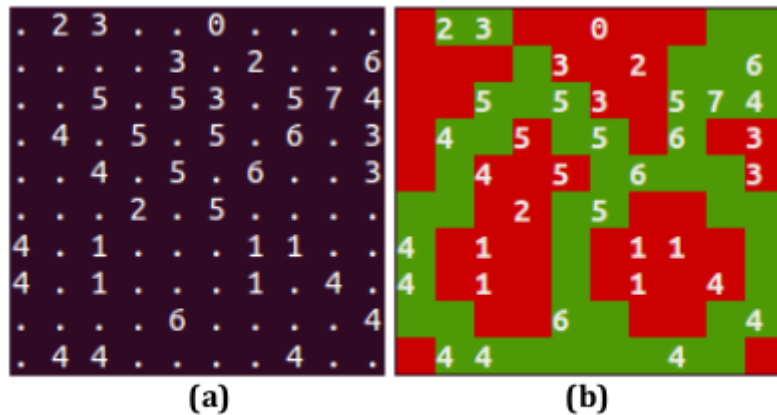 . 2 3 . . 0 . . . .
. . . . 3 . 2 . . 6
. . 5 . 5 3 . 5 7 4
. 4 . 5 . 5 . 6 . 3
. . 4 . 5 . 6 . . 3
. . . 2 . 5 . . . .
4 . 1 . . . 1 1 . .
4 . 1 . . . 1 . 4 .
. . . . 6 . . . . 4
. 4 4 . . . . 4 . .
(a)
2 3 0
3 2 6
5 5 3 5 7 4
4 5 5 6 3
4 5 6 3
2 5
4 1 1 1
4 1 1 4
6 4
4 4 4
(b)